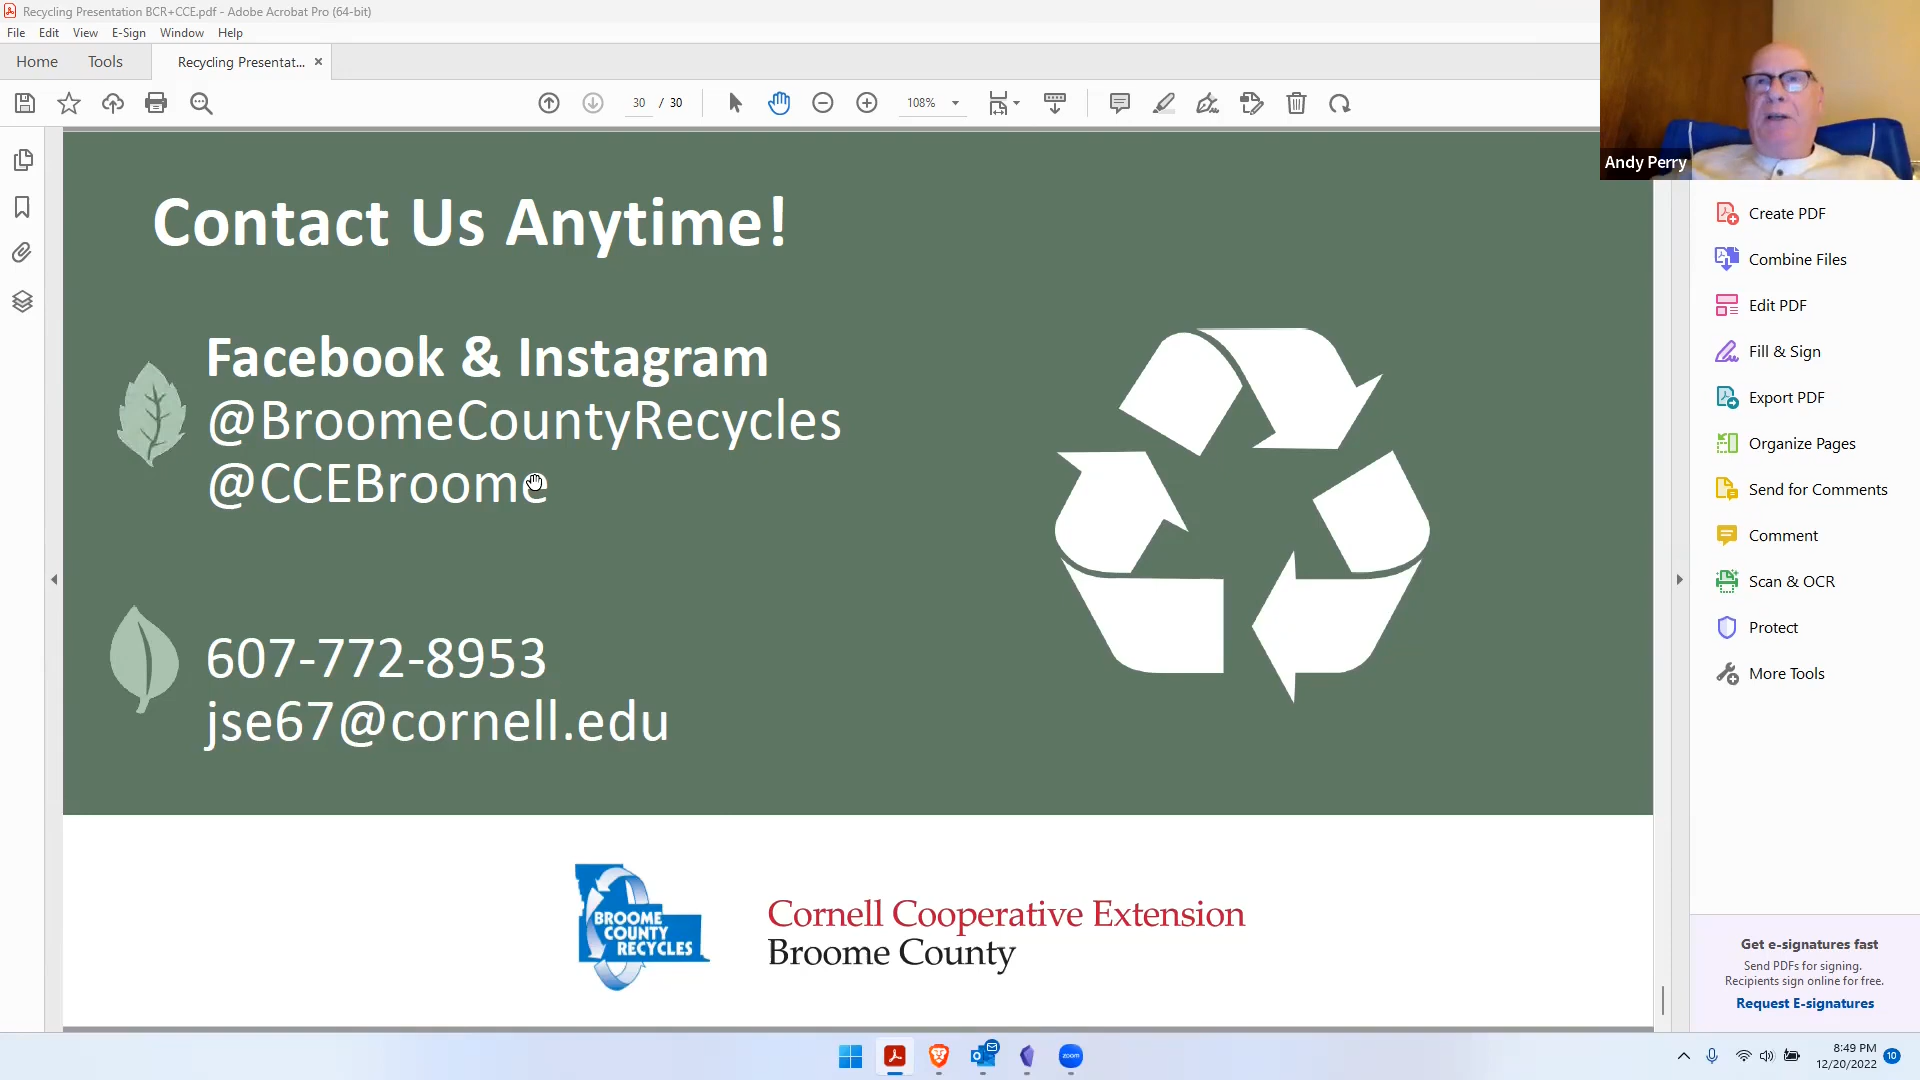 Recycling Presentation BCR+CCE.pdf - Adobe Acrobat Pro (64-bit)
File Edit View E-Sign Window Help
Home Tools Recycling Presentat... ×
30 / 30 108%
Andy Perry
Contact Us Anytime!
Facebook & Instagram
@BroomeCountyRecycles
@CCEBroome
607-772-8953
jse67@cornell.edu
BROOME
COUNTY
RECYCLES
Cornell Cooperative Extension
Broome County
Create PDF
Combine Files
Edit PDF
Fill & Sign
Export PDF
Organize Pages
Send for Comments
Comment
Scan & OCR
Protect
More Tools
Get e-signatures fast
Send PDFs for signing.
Recipients sign online for free.
Request E-signatures
zoom
8:49 PM
12/20/2022
10